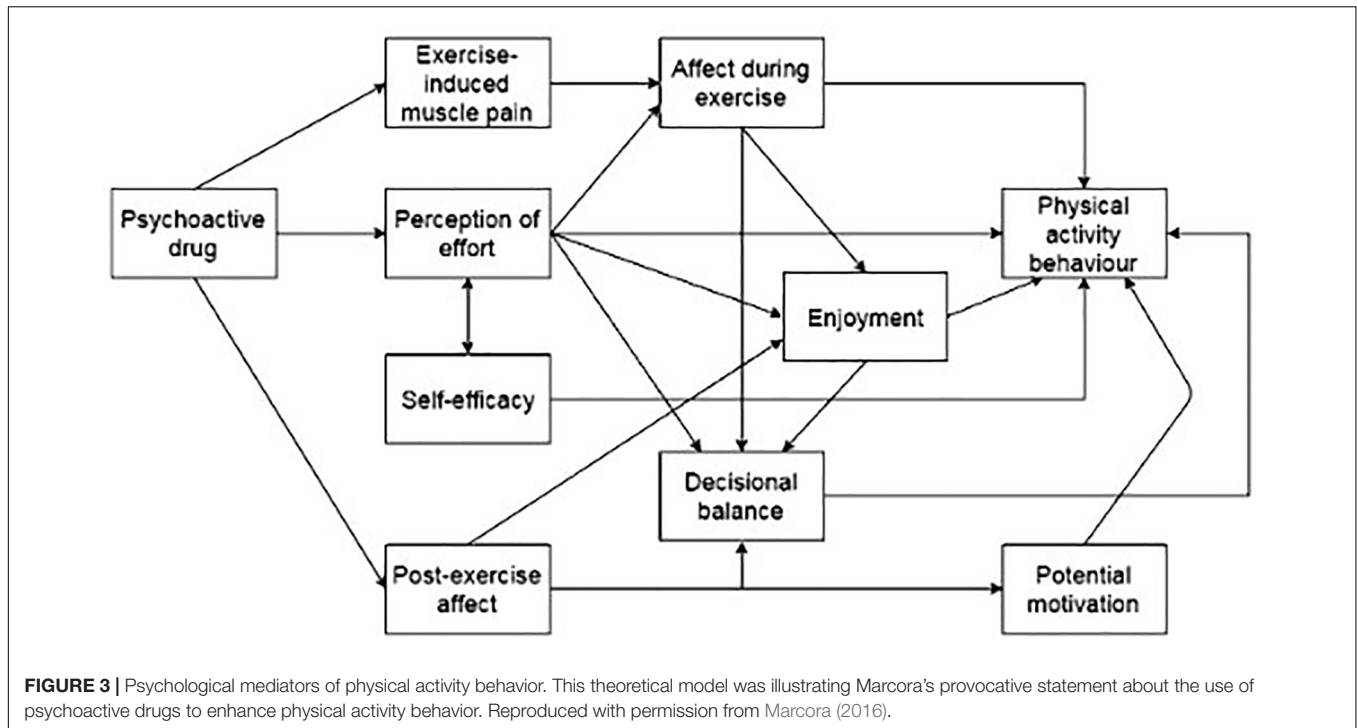 Exercise-
induced
muscle pain
Affect during
exercise
Psychoactive
drug
Perception of
effort
Physical
activity
behaviour
Enjoyment
Self-efficacy
Decisional
balance
Post-exercise
affect
Potential
motivation
FIGURE 3 | Psychological mediators of physical activity behavior. This theoretical model was illustrating Marcora's provocative statement about the use of
psychoactive drugs to enhance physical activity behavior. Reproduced with permission from Marcora (2016).